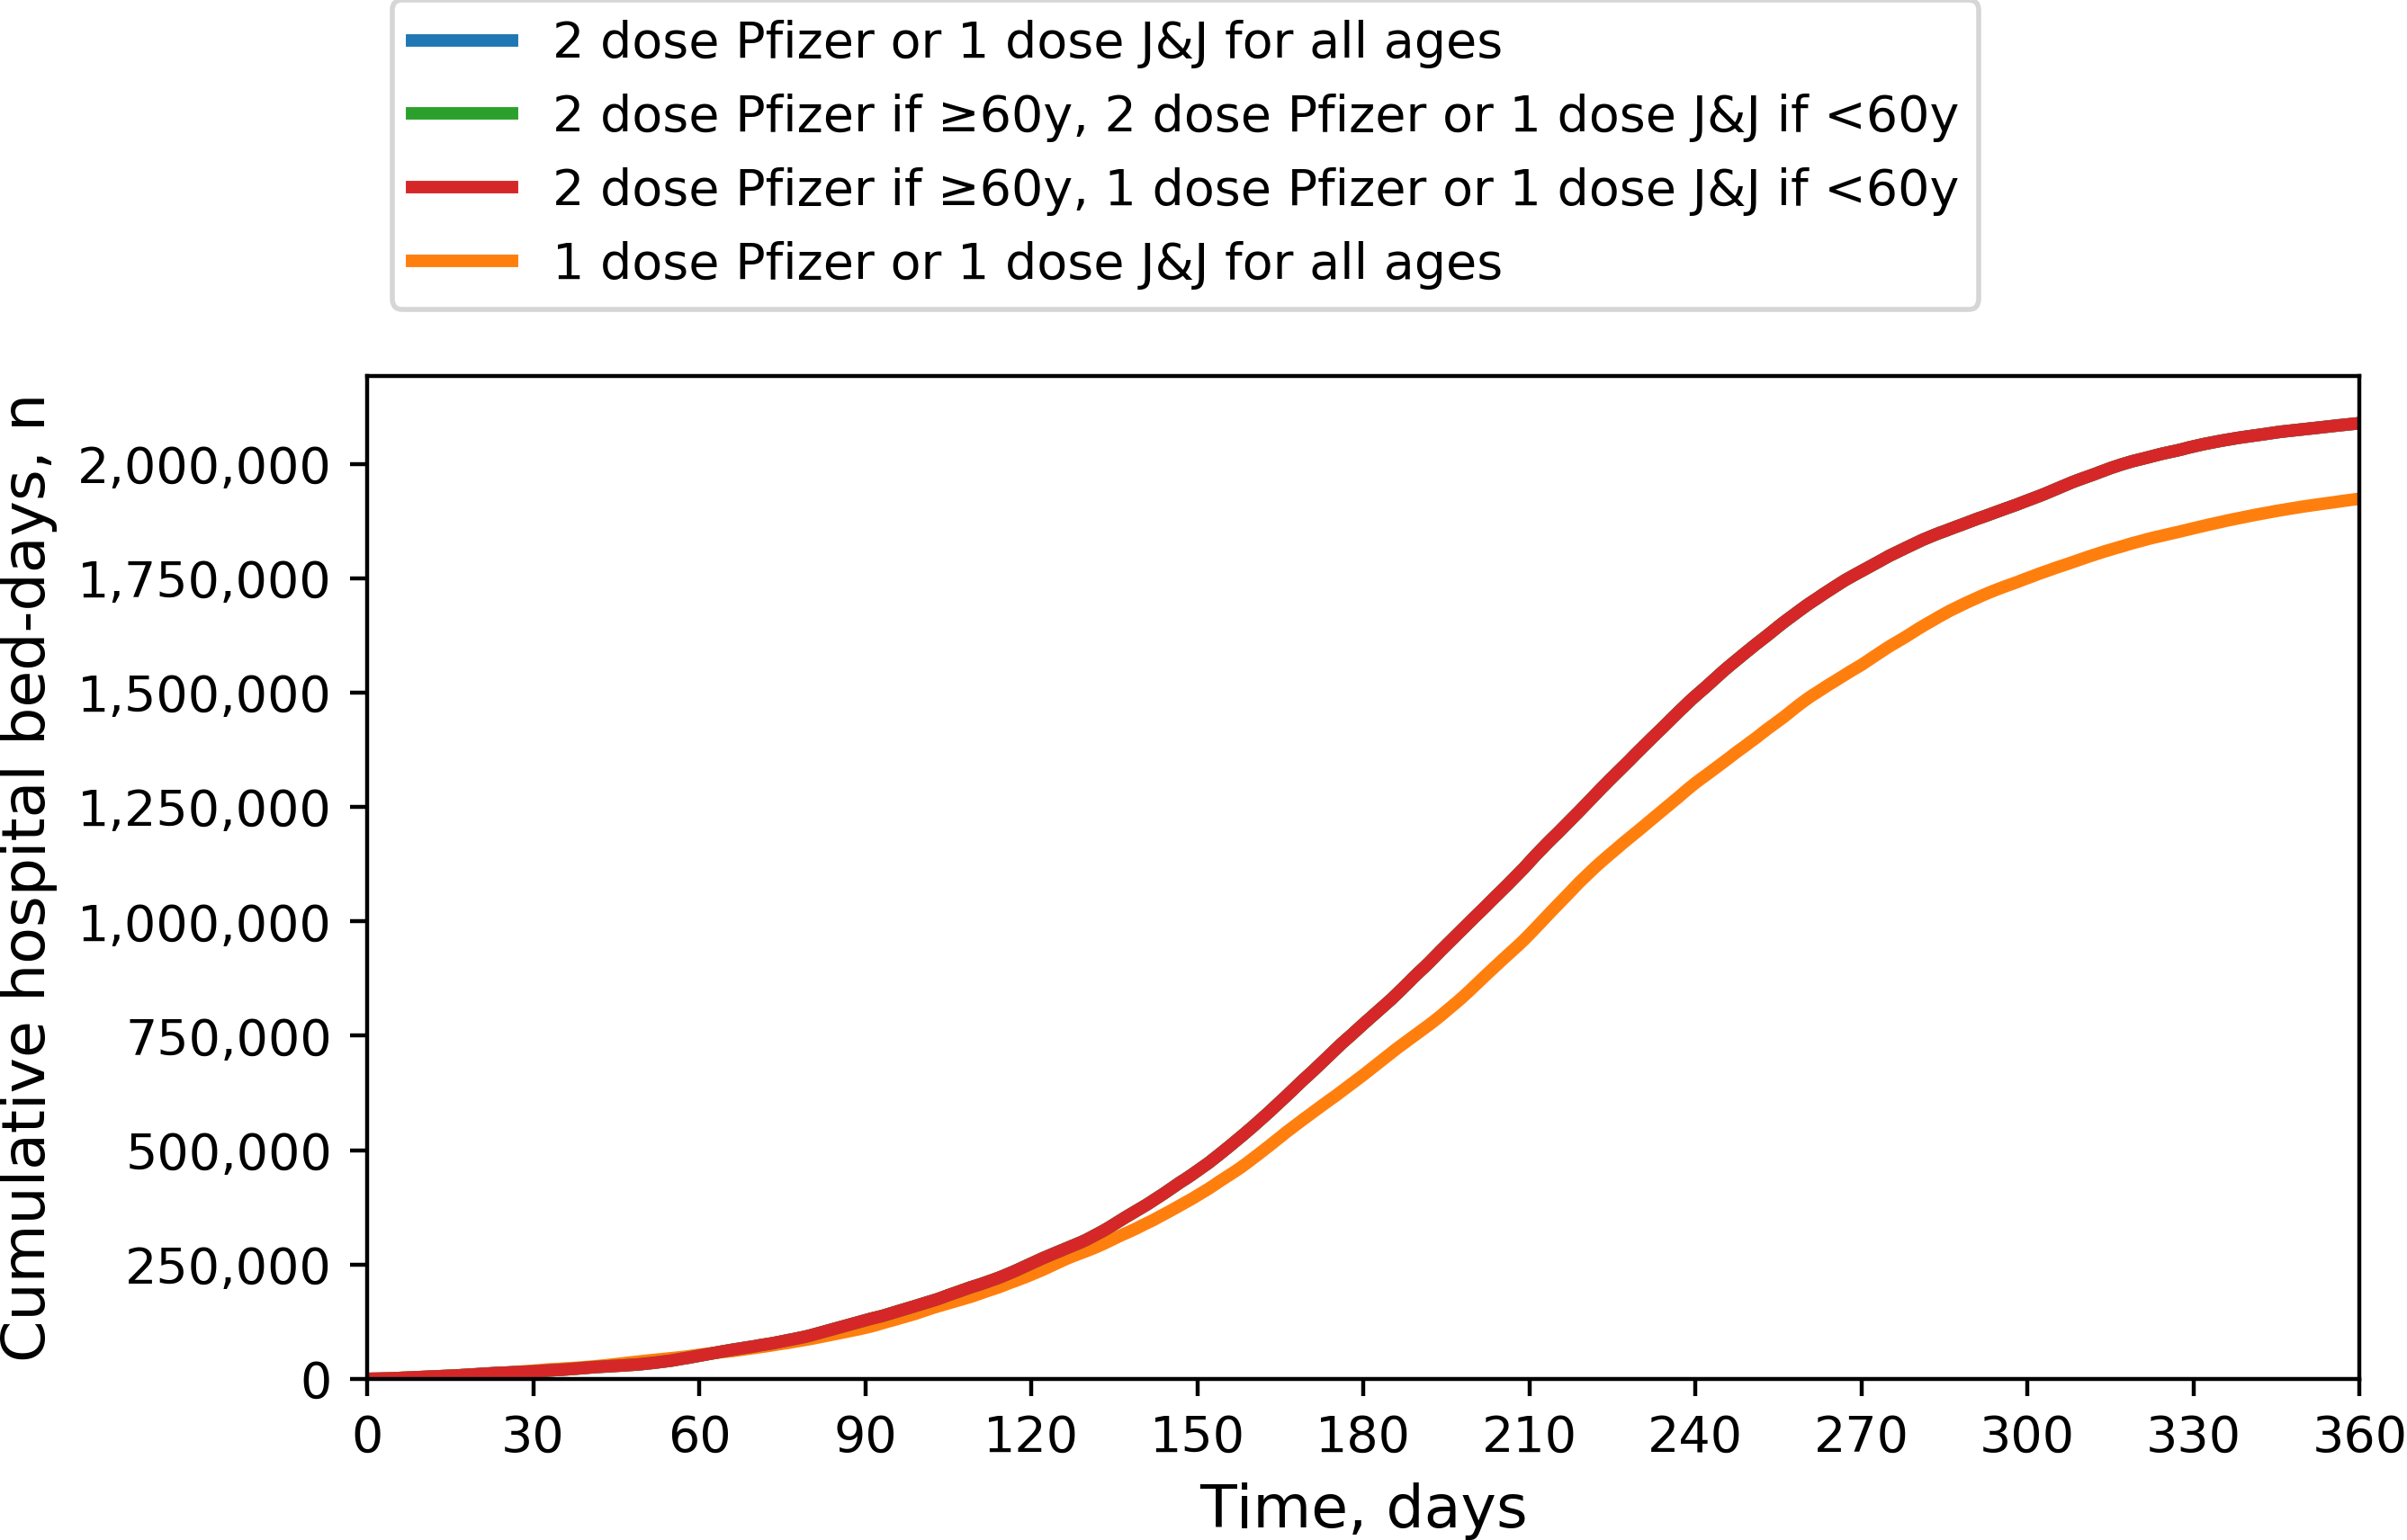 2 dose Pfizer or 1 dose J&J for all ages
2 dose Pfizer if ≥60y, 2 dose Pfizer or 1 dose J&J if <60y
2 dose Pfizer if ≥60y, 1 dose Pfizer or 1 dose J&J if <60y
1 dose Pfizer or 1 dose J&J for all ages
Cumulative hospital bed-days, n
2,000,000
1,750,000
1,500,000
1,250,000
1,000,000
750,000
500,000
250,000
0
0 30 60 90 120 150 180 210 240 270 300 330 360
Time, days